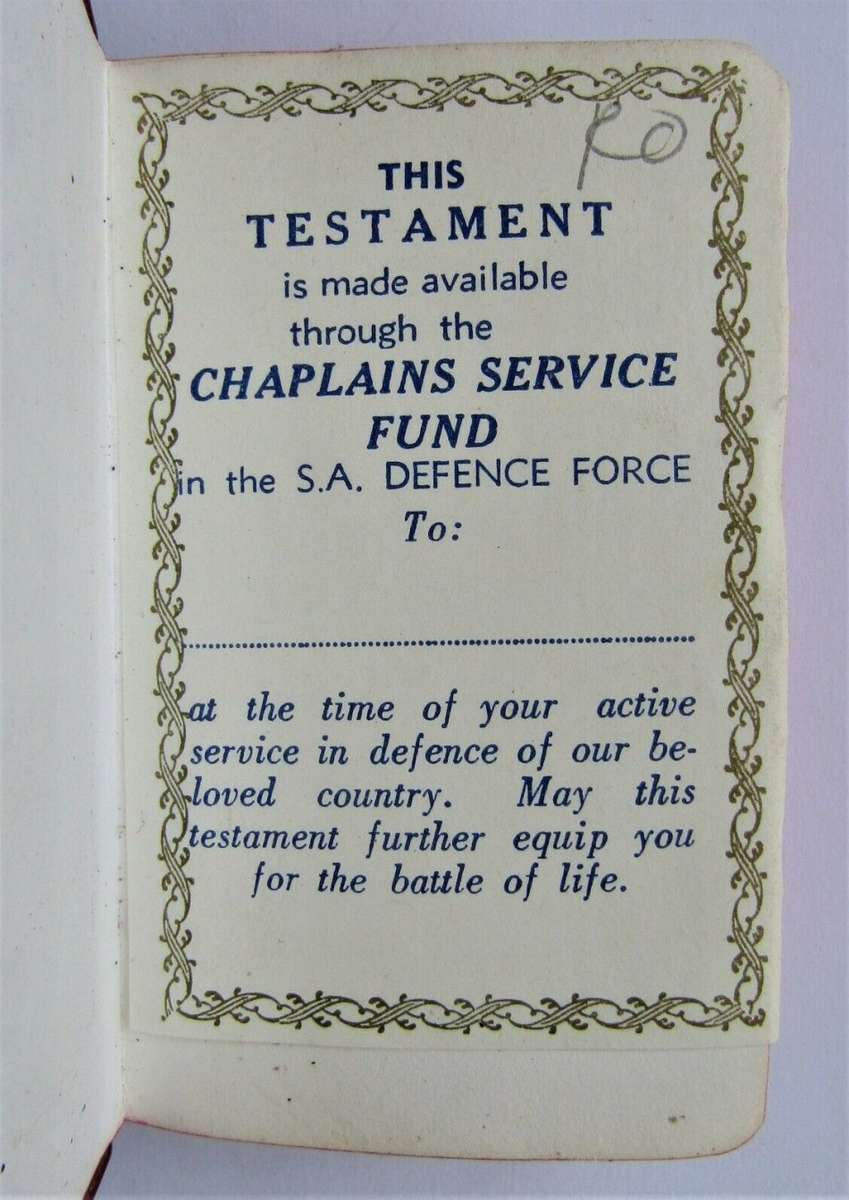 THIS
TESTAMENT
is made available
through the
CHAPLAINS SERVICE
FUND
in the S.A. DEFENCE FORCE
To:
at the time of your active
service in defence of our be-
loved country. May this
testament further equip you
for the battle of life.